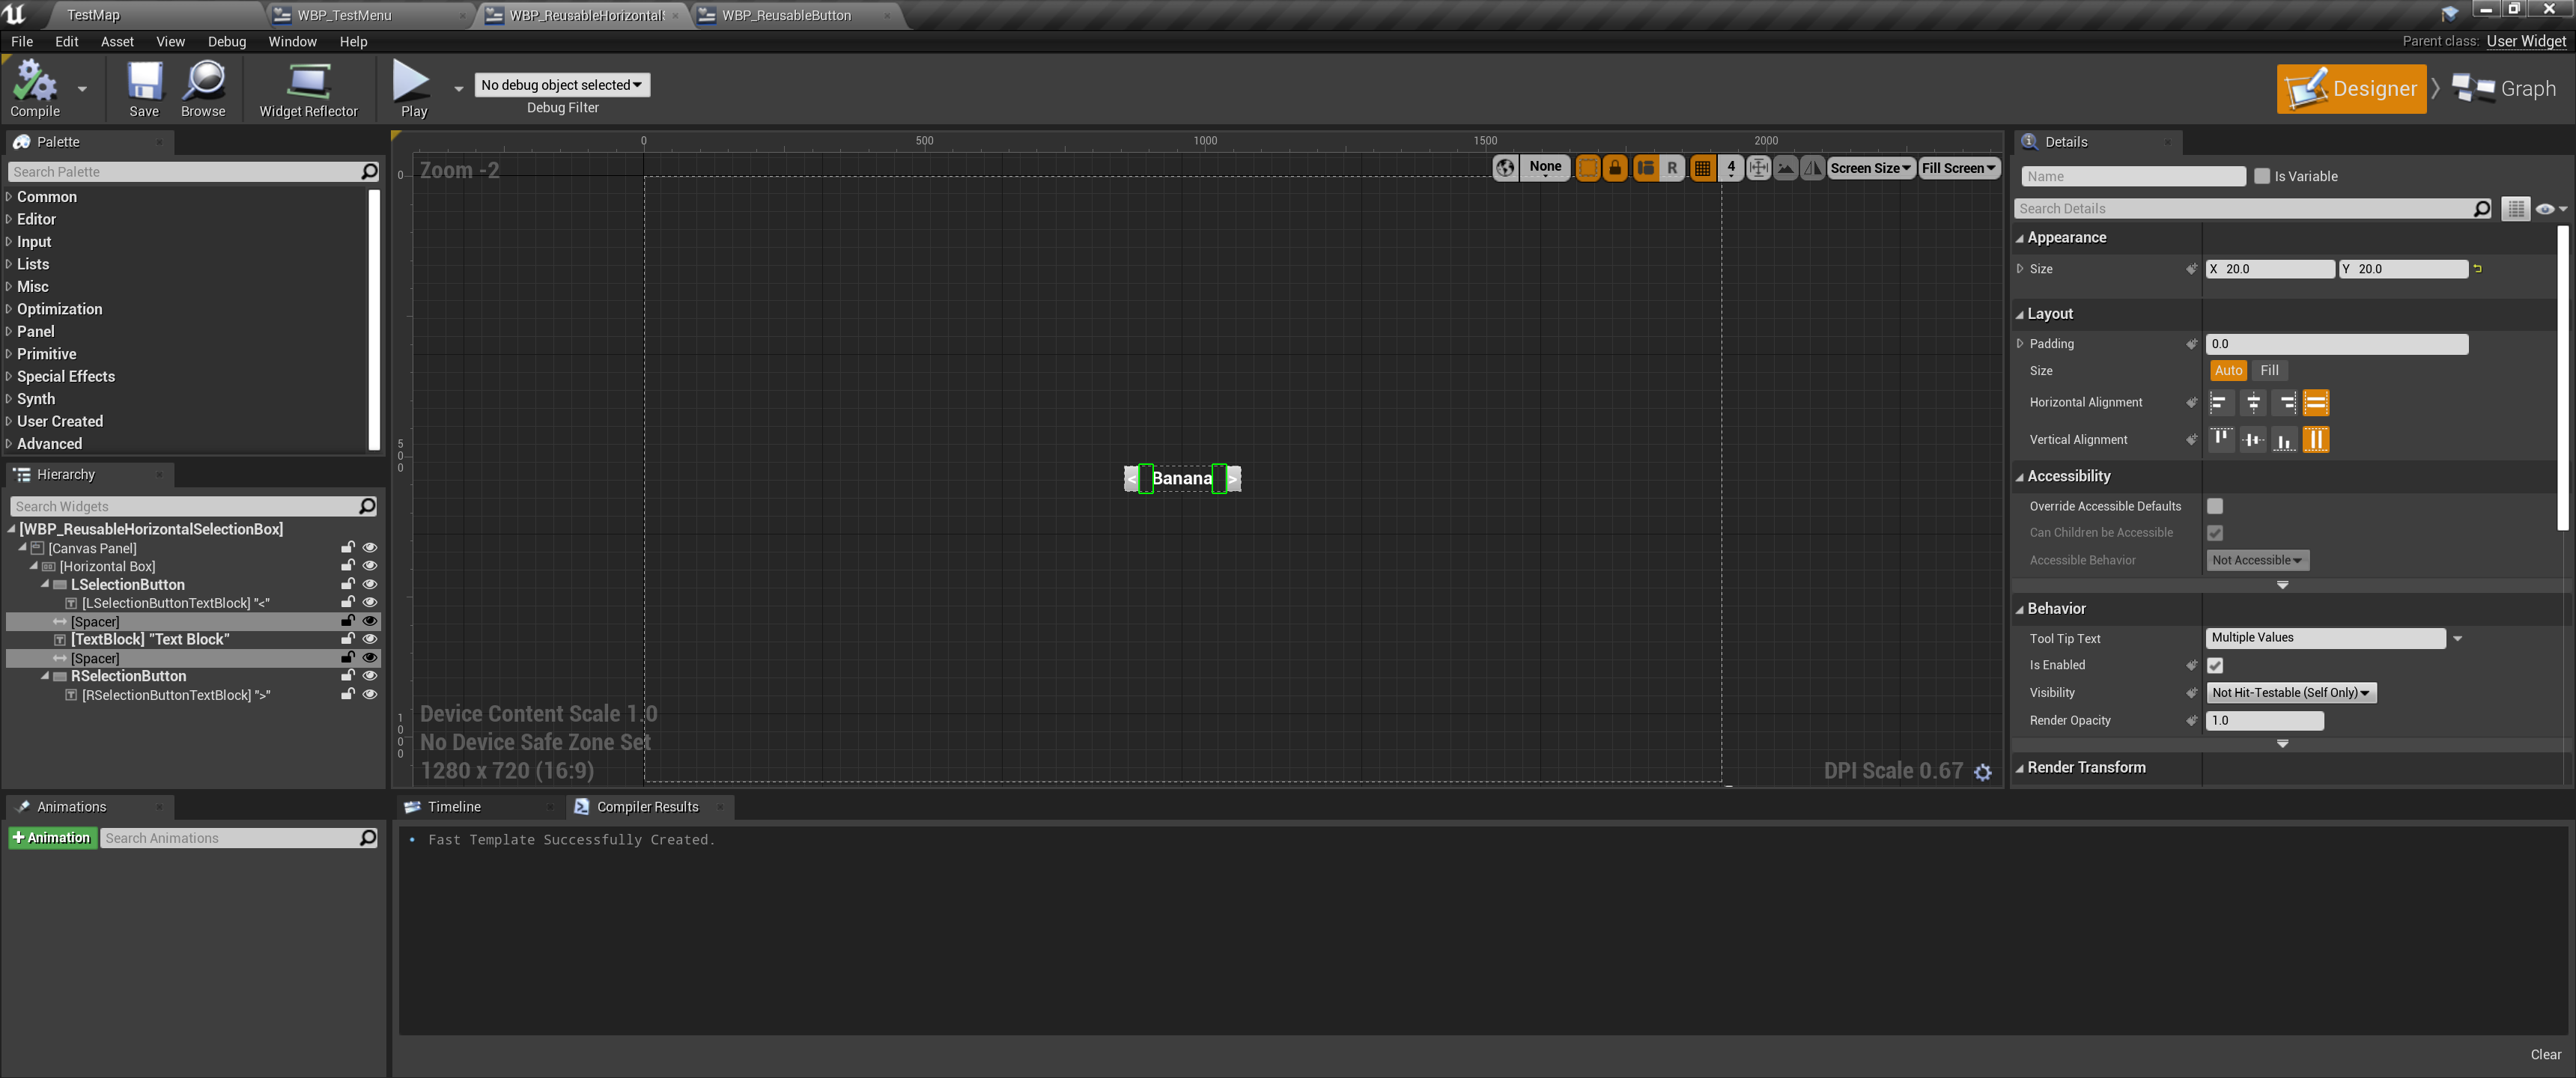 TestMap
WBP_TestMenu
WBP_ReusableHorizontalS
WBP_ReusableButton
File Edit Asset View Debug Window Help
Parent class: User Widget
Compile
Save
Browse
Widget Reflector
Play
No debug object selected
Debug Filter
Designer
Graph
Palette
Search Palette
Common
Editor
Input
Lists
Misc
Optimization
Panel
Primitive
Special Effects
Synth
User Created
Advanced
Hierarchy
Search Widgets
[WBP_ReusableHorizontalSelectionBox]
[Canvas Panel]
[Horizontal Box]
LSelectionButton
[LSelectionButtonTextBlock] "<"
[Spacer]
[TextBlock] "Text Block"
[Spacer]
RSelectionButton
[RSelectionButtonTextBlock] ">"
Animations
+ Animation
Search Animations
0 500 1000 1500 2000
0
500
1000
Zoom -2
None
R
4
Screen Size
Fill Screen
< Banana >
Device Content Scale 1.0
No Device Safe Zone Set
1280 x 720 (16:9)
DPI Scale 0.67
Timeline
Compiler Results
Fast Template Successfully Created.
Clear
Details
Name
Is Variable
Search Details
Appearance
Size X 20.0 Y 20.0
Layout
Padding 0.0
Size Auto Fill
Horizontal Alignment
Vertical Alignment
Accessibility
Override Accessible Defaults
Can Children be Accessible
Accessible Behavior Not Accessible
Behavior
Tool Tip Text Multiple Values
Is Enabled
Visibility Not Hit-Testable (Self Only)
Render Opacity 1.0
Render Transform